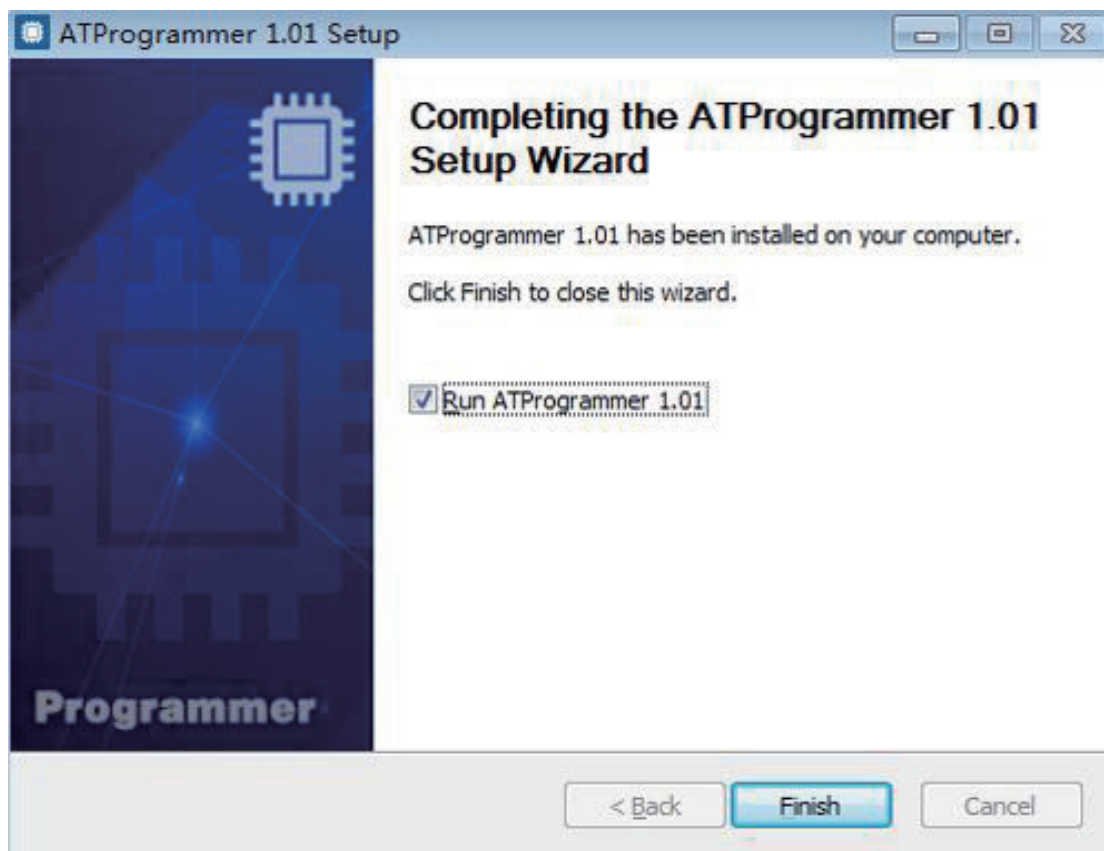 ATProgrammer 1.01 Setup
Completing the ATProgrammer 1.01
Setup Wizard
ATProgrammer 1.01 has been installed on your computer.
Click Finish to close this wizard.
Run ATProgrammer 1.01
Programmer
< Back
Finish
Cancel